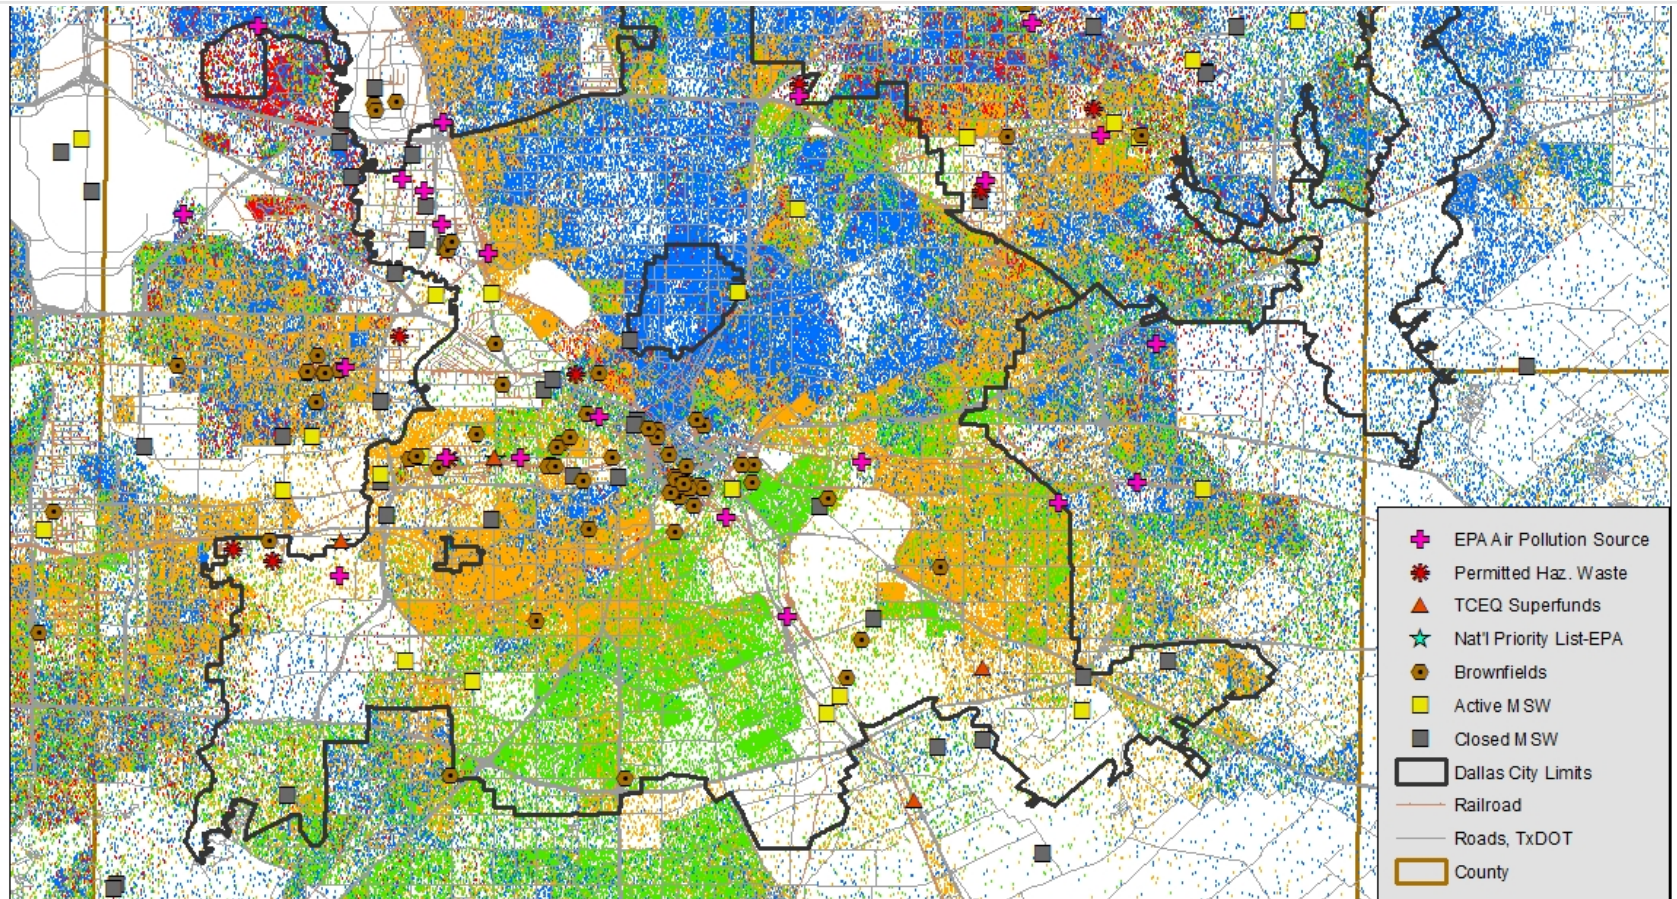 EPA Air Pollution Source
Permitted Haz. Waste
TCEQ Superfunds
Nat'l Priority List-EPA
Brownfields
Active MSW
Closed MSW
Dallas City Limits
Railroad
Roads, TxDOT
County